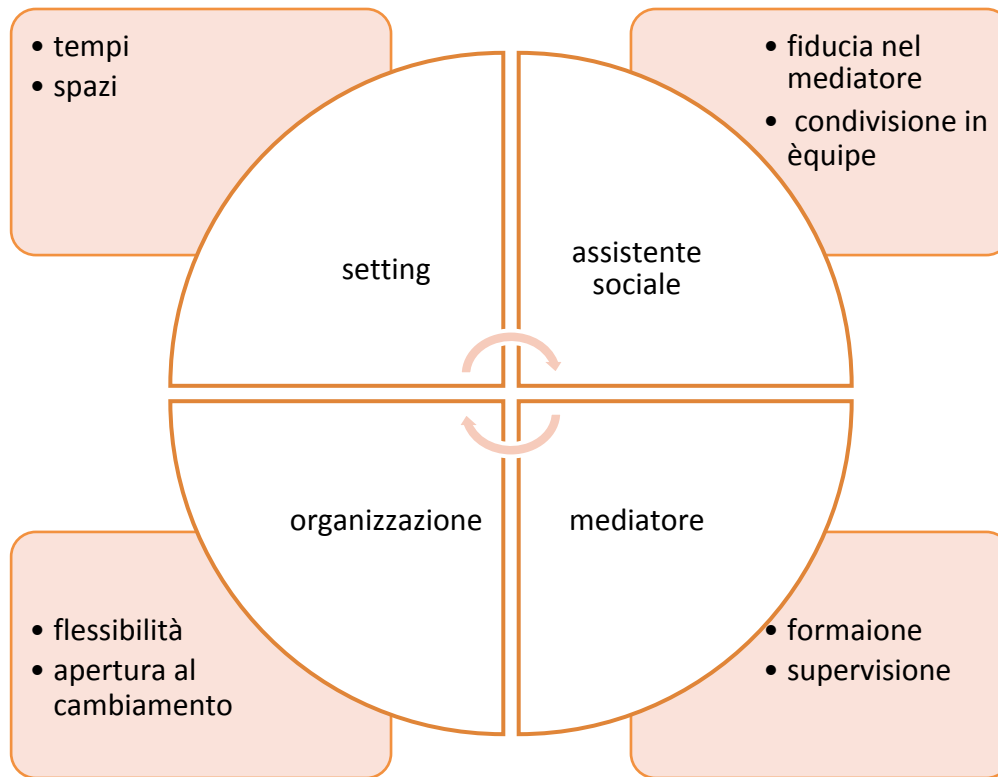 • tempi
• spazi
• fiducia nel
mediatore
• condivisione in
èquipe
setting
assistente
sociale
organizzazione
mediatore
• flessibilità
• apertura al
cambiamento
• formaione
• supervisione